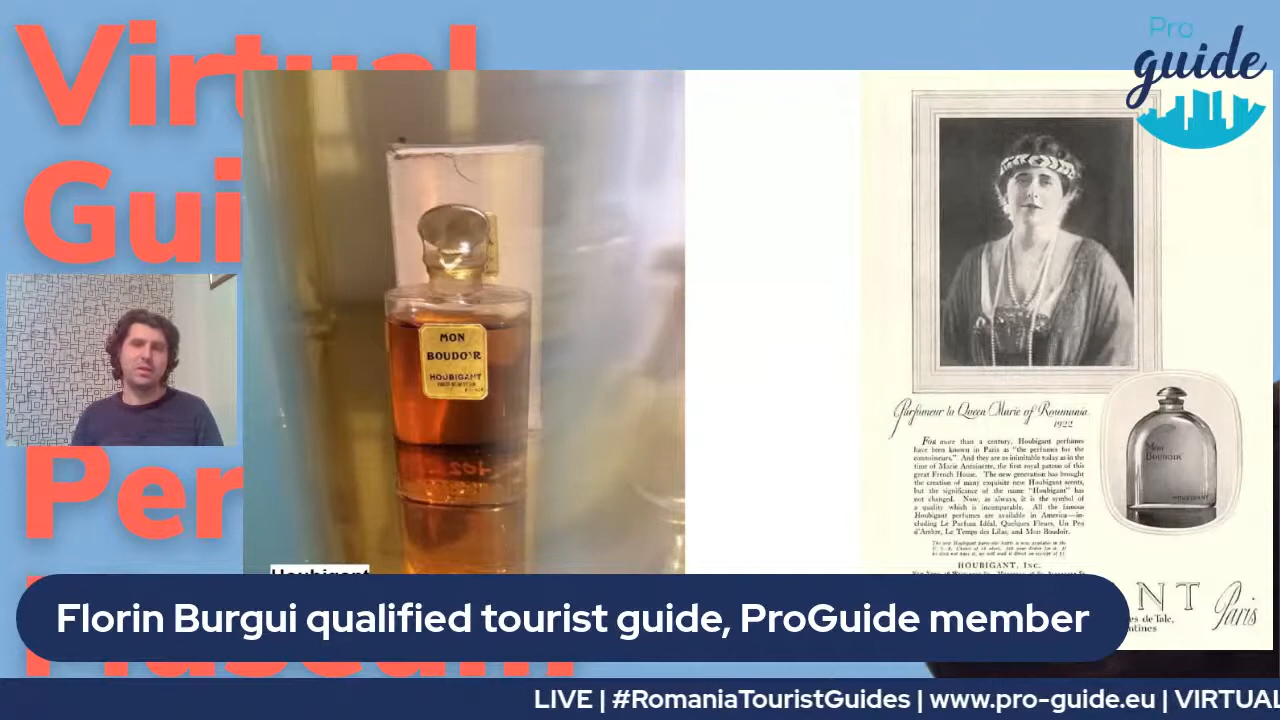 Virtual
Gui
Per
Museum
Pro
guide
MON
BOUDOIR
HOUBIGANT
Houbigant
Parfumeur to Queen Marie of Roumania
1922
For more than a century, Houbigant perfumes
have been known in Paris as "the perfumes for the
connoisseurs." And they are as inimitable today as in the
time of Marie Antoinette, the first royal patron of this
great French House. The new generation has brought
the creation of many exquisite new Houbigant scents,
but the significance of the name "Houbigant" has
not changed. Now, as always, it is the symbol of
a quality which is incomparable. All the famous
Houbigant perfumes are available in America—in-
cluding Le Parfum Idéal, Quelques Fleurs, Un Peu
d'Ambre, Le Temps des Lilas, and Mon Boudoir.
HOUBIGANT, Inc.
Mon
BOUDOIR
HOUBIGANT
NT Paris
es de Talc,
ntines
Florin Burgui qualified tourist guide, ProGuide member
LIVE | #RomaniaTouristGuides | www.pro-guide.eu | VIRTUAL